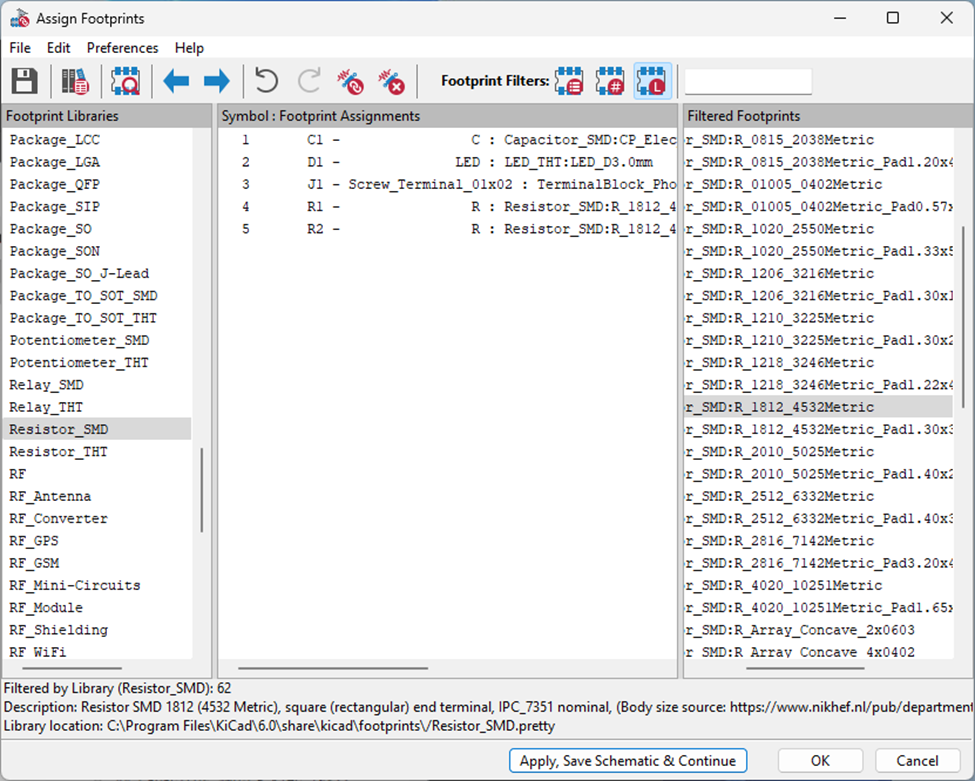 Assign Footprints
File Edit Preferences Help
Footprint Filters:
Footprint Libraries
Package_LCC
Package_LGA
Package_QFP
Package_SIP
Package_SO
Package_SON
Package_SO_J-Lead
Package_TO_SOT_SMD
Package_TO_SOT_THT
Potentiometer_SMD
Potentiometer_THT
Relay_SMD
Relay_THT
Resistor_SMD
Resistor_THT
RF
RF_Antenna
RF_Converter
RF_GPS
RF_GSM
RF_Mini-Circuits
RF_Module
RF_Shielding
RF_WiFi
Symbol : Footprint Assignments
1 C1 - C : Capacitor_SMD:CP_Elec
2 D1 - LED : LED_THT:LED_D3.0mm
3 J1 - Screw_Terminal_01x02 : TerminalBlock_Pho
4 R1 - R : Resistor_SMD:R_1812_4
5 R2 - R : Resistor_SMD:R_1812_4
Filtered Footprints
r_SMD:R_0815_2038Metric
r_SMD:R_0815_2038Metric_Pad1.20x4
r_SMD:R_01005_0402Metric
r_SMD:R_01005_0402Metric_Pad0.57x
r_SMD:R_1020_2550Metric
r_SMD:R_1020_2550Metric_Pad1.33x5
r_SMD:R_1206_3216Metric
r_SMD:R_1206_3216Metric_Pad1.30x1
r_SMD:R_1210_3225Metric
r_SMD:R_1210_3225Metric_Pad1.30x2
r_SMD:R_1218_3246Metric
r_SMD:R_1218_3246Metric_Pad1.22x4
r_SMD:R_1812_4532Metric
r_SMD:R_1812_4532Metric_Pad1.30x3
r_SMD:R_2010_5025Metric
r_SMD:R_2010_5025Metric_Pad1.40x2
r_SMD:R_2512_6332Metric
r_SMD:R_2512_6332Metric_Pad1.40x3
r_SMD:R_2816_7142Metric
r_SMD:R_2816_7142Metric_Pad3.20x4
r_SMD:R_4020_10251Metric
r_SMD:R_4020_10251Metric_Pad1.65x
r_SMD:R_Array_Concave_2x0603
r_SMD:R_Array_Concave_4x0402
Filtered by Library (Resistor_SMD): 62
Description: Resistor SMD 1812 (4532 Metric), square (rectangular) end terminal, IPC_7351 nominal, (Body size source: https://www.nikhef.nl/pub/department
Library location: C:\Program Files\KiCad\6.0\share\kicad\footprints\/Resistor_SMD.pretty
Apply, Save Schematic & Continue
OK
Cancel